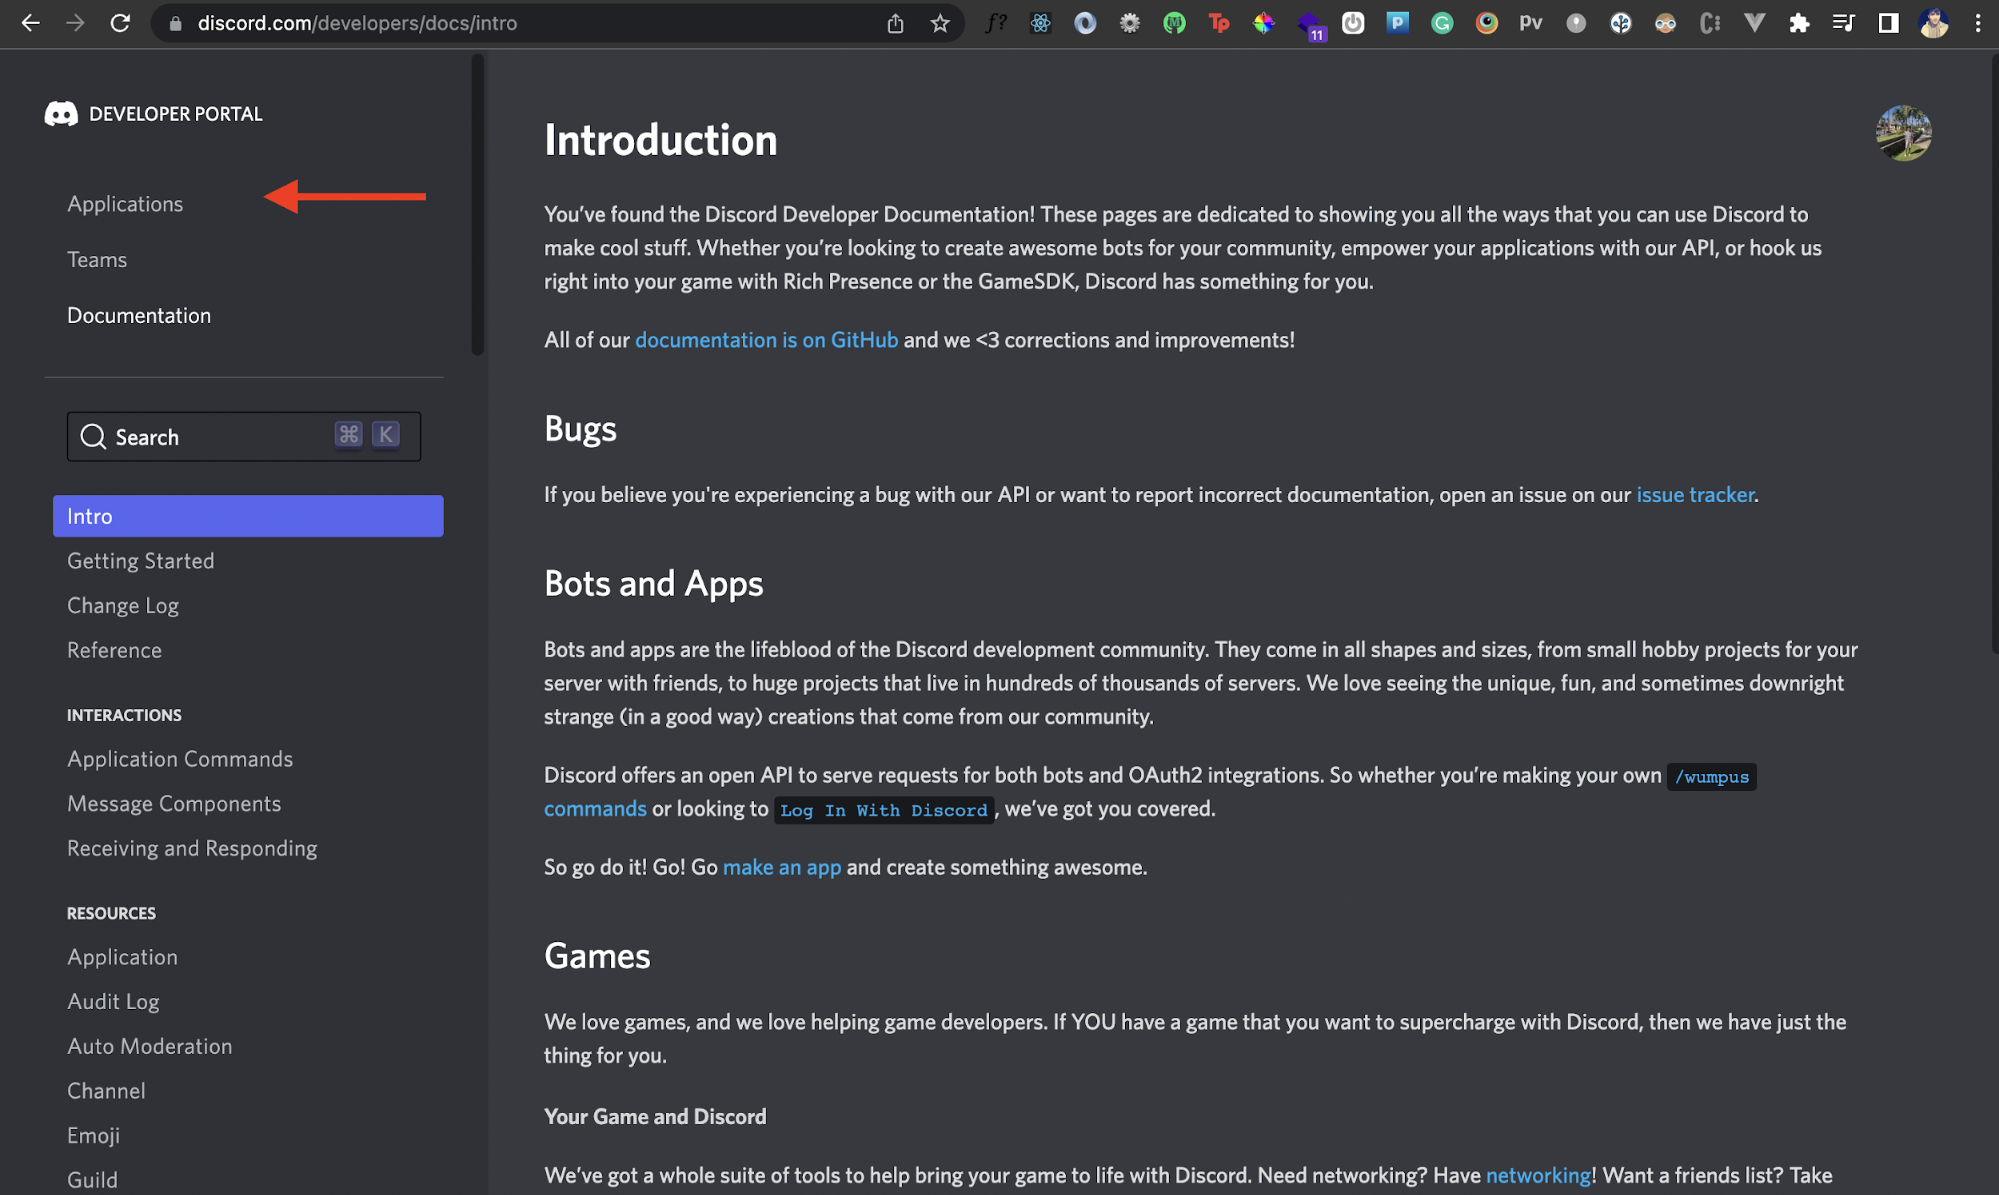 discord.com/developers/docs/intro
f?
Tp
11
P
G
Pv
C:
DEVELOPER PORTAL
Applications
Teams
Documentation
Search ⌘ K
Intro
Getting Started
Change Log
Reference
INTERACTIONS
Application Commands
Message Components
Receiving and Responding
RESOURCES
Application
Audit Log
Auto Moderation
Channel
Emoji
Guild
Introduction
You’ve found the Discord Developer Documentation! These pages are dedicated to showing you all the ways that you can use Discord to
make cool stuff. Whether you’re looking to create awesome bots for your community, empower your applications with our API, or hook us
right into your game with Rich Presence or the GameSDK, Discord has something for you.
All of our documentation is on GitHub and we <3 corrections and improvements!
Bugs
If you believe you're experiencing a bug with our API or want to report incorrect documentation, open an issue on our issue tracker.
Bots and Apps
Bots and apps are the lifeblood of the Discord development community. They come in all shapes and sizes, from small hobby projects for your
server with friends, to huge projects that live in hundreds of thousands of servers. We love seeing the unique, fun, and sometimes downright
strange (in a good way) creations that come from our community.
Discord offers an open API to serve requests for both bots and OAuth2 integrations. So whether you’re making your own /wumpus
commands or looking to Log In With Discord, we’ve got you covered.
So go do it! Go! Go make an app and create something awesome.
Games
We love games, and we love helping game developers. If YOU have a game that you want to supercharge with Discord, then we have just the
thing for you.
Your Game and Discord
We’ve got a whole suite of tools to help bring your game to life with Discord. Need networking? Have networking! Want a friends list? Take